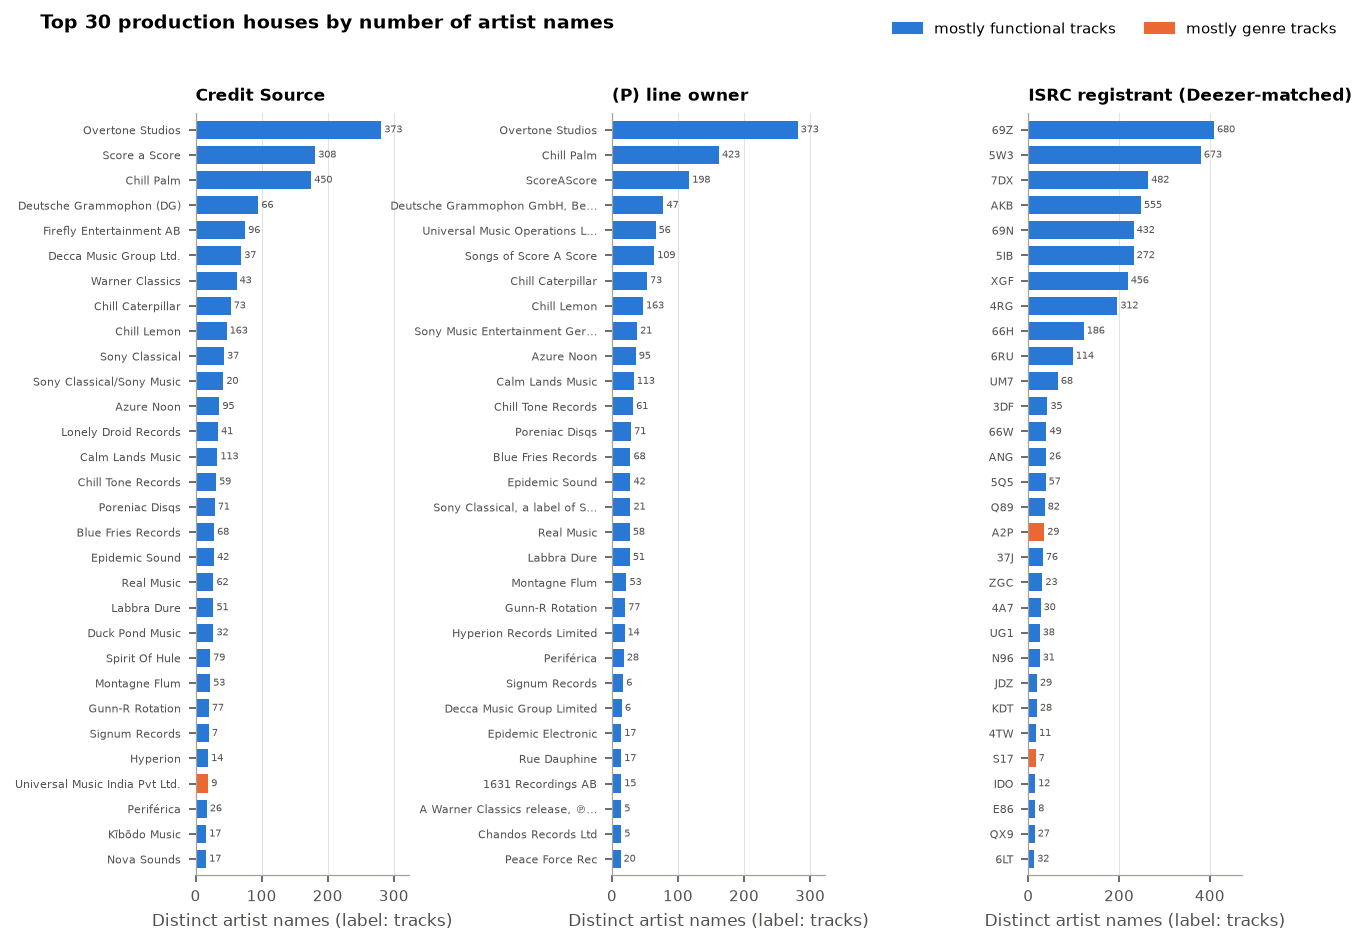 Top 30 production houses by number of artist names
mostly functional tracks
mostly genre tracks
Credit Source
Overtone Studios 373
Score a Score 308
Chill Palm 450
Deutsche Grammophon (DG) 66
Firefly Entertainment AB 96
Decca Music Group Ltd. 37
Warner Classics 43
Chill Caterpillar 73
Chill Lemon 163
Sony Classical 37
Sony Classical/Sony Music 20
Azure Noon 95
Lonely Droid Records 41
Calm Lands Music 113
Chill Tone Records 59
Poreniac Disqs 71
Blue Fries Records 68
Epidemic Sound 42
Real Music 62
Labbra Dure 51
Duck Pond Music 32
Spirit Of Hule 79
Montagne Flum 53
Gunn-R Rotation 77
Signum Records 7
Hyperion 14
Universal Music India Pvt Ltd. 9
Periférica 26
Kībōdo Music 17
Nova Sounds 17
0 100 200 300
Distinct artist names (label: tracks)
(P) line owner
Overtone Studios 373
Chill Palm 423
ScoreAScore 198
Deutsche Grammophon GmbH, Be... 47
Universal Music Operations L... 56
Songs of Score A Score 109
Chill Caterpillar 73
Chill Lemon 163
Sony Music Entertainment Ger... 21
Azure Noon 95
Calm Lands Music 113
Chill Tone Records 61
Poreniac Disqs 71
Blue Fries Records 68
Epidemic Sound 42
Sony Classical, a label of S... 21
Real Music 58
Labbra Dure 51
Montagne Flum 53
Gunn-R Rotation 77
Hyperion Records Limited 14
Periférica 28
Signum Records 6
Decca Music Group Limited 6
Epidemic Electronic 17
Rue Dauphine 17
1631 Recordings AB 15
A Warner Classics release, ℗... 5
Chandos Records Ltd 5
Peace Force Rec 20
0 100 200 300
Distinct artist names (label: tracks)
ISRC registrant (Deezer-matched)
69Z 680
5W3 673
7DX 482
AKB 555
69N 432
5IB 272
XGF 456
4RG 312
66H 186
6RU 114
UM7 68
3DF 35
66W 49
ANG 26
5Q5 57
Q89 82
A2P 29
37J 76
ZGC 23
4A7 30
UG1 38
N96 31
JDZ 29
KDT 28
4TW 11
S17 7
IDO 12
E86 8
QX9 27
6LT 32
0 200 400
Distinct artist names (label: tracks)